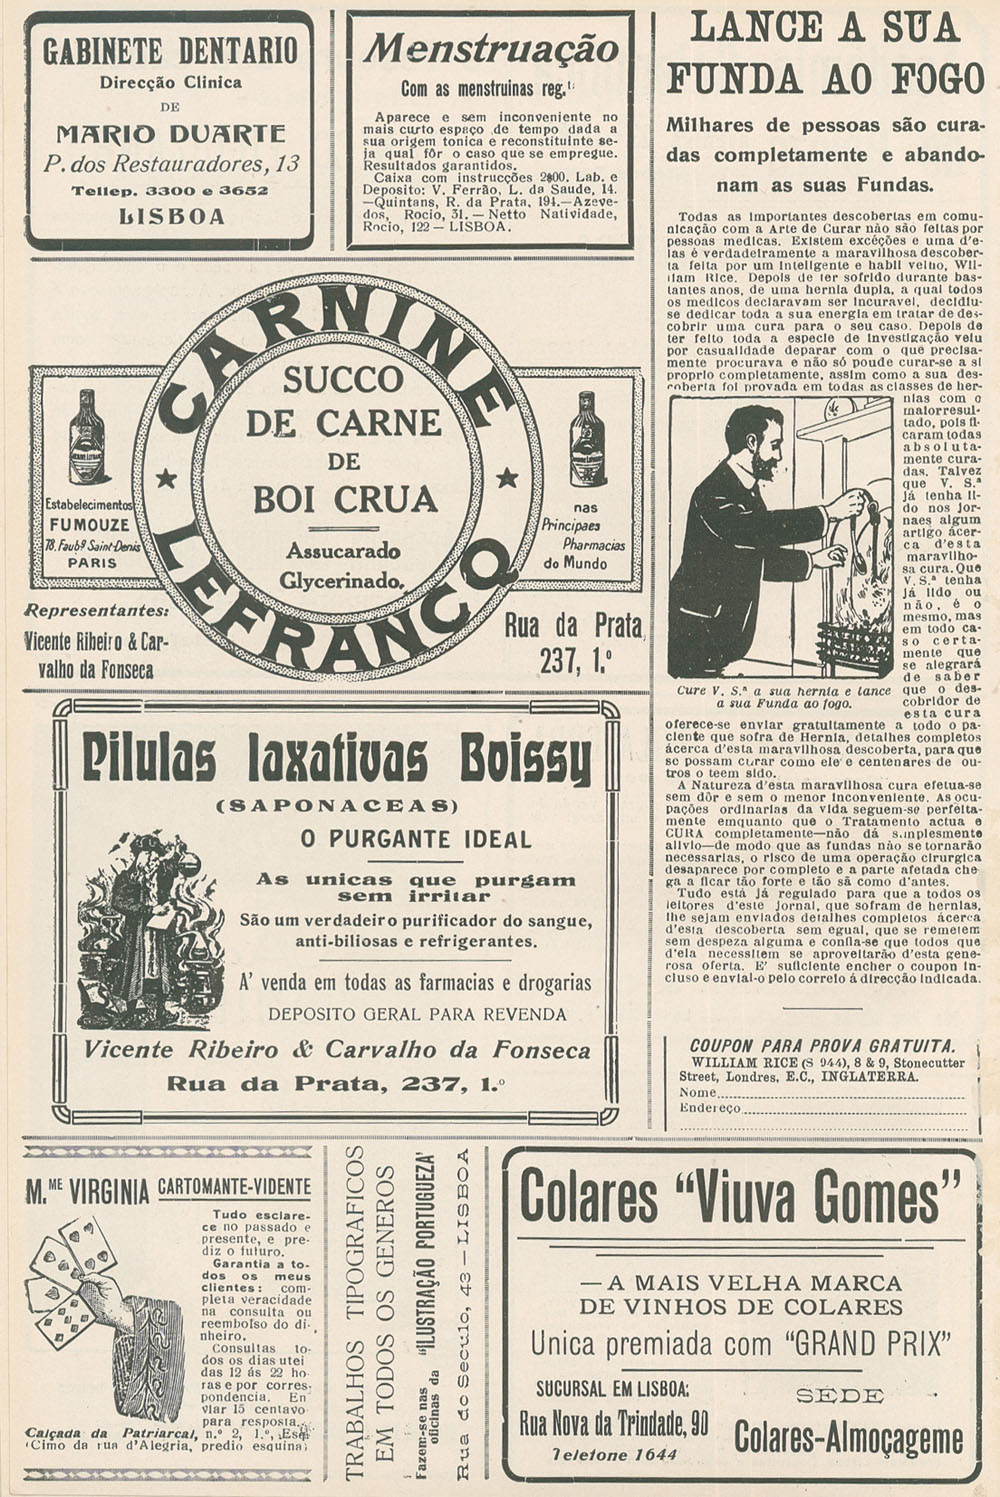 GABINETE DENTARIO
Direcção Clinica
DE
MARIO DUARTE
P. dos Restauradores, 13
Tellep. 3300 e 3652
LISBOA
Menstruação
Com as menstruinas reg.
Aparece e sem inconveniente no
mais curto espaço de tempo dada a
sua origem tonica e reconstituinte se-
ja qual fôr o caso que se empregue.
Resultados garantidos.
Caixa com instrucções 2$00. Lab. e
Deposito: V. Ferrão, L. da Saude, 14.
—Quintans, R. da Prata, 194.—Azeve-
dos, Rocio, 31. — Netto Natividade,
Rocio, 122 — LISBOA.
CARNINE
LEFRANCQ
SUCCO
DE CARNE
DE
BOI CRUA
Assucarado
Glycerinado.
Estabelecimentos
FUMOUZE
78, Faubg Saint-Denis
PARIS
nas
Principaes
Pharmacias
do Mundo
Representantes:
Vicente Ribeiro & Car-
valho da Fonseca
Rua da Prata,
237, 1.º
Pilulas laxativas Boissy
(SAPONACEAS)
O PURGANTE IDEAL
As unicas que purgam
sem irritar
São um verdadeiro purificador do sangue,
anti-biliosas e refrigerantes.
A' venda em todas as farmacias e drogarias
DEPOSITO GERAL PARA REVENDA
Vicente Ribeiro & Carvalho da Fonseca
Rua da Prata, 237, 1.º
LANCE A SUA
FUNDA AO FOGO
Milhares de pessoas são cura-
das completamente e abando-
nam as suas Fundas.
Todas as importantes descobertas em comu-
nicação com a Arte de Curar não são feitas por
pessoas medicas. Existem exceções e uma d'e-
las é verdadeiramente a maravilhosa descober-
ta feita por um inteligente e habil velho, Wil-
liam Rice. Depois de ter sofrido durante bas-
tantes anos, de uma hernia dupla, a qual todos
os medicos declaravam ser incuravel, decidiu-
se dedicar toda a sua energia em tratar de des-
cobrir uma cura para o seu caso. Depois de
ter feito toda a especie de investigação veiu
por casualidade deparar com o que precisa-
mente procurava e não só poude curar-se a si
proprio completamente, assim como a sua des-
coberta foi provada em todas as classes de her-
nias com o
maior resul-
tado, pois fi-
caram todas
absoluta-
mente cura-
das. Talvez
que V. S.ª
já tenha li-
do nos jor-
naes algum
artigo ácer-
ca d'esta
maravilho-
sa cura. Que
V. S.ª tenha
já lido ou
não, é o
mesmo, mas
em todo ca-
so certa-
mente que
se alegrará
de saber
que o des-
cobridor de
esta cura
Cure V. S.ª a sua hernia e lance
a sua Funda ao fogo.
oferece-se enviar gratuitamente a todo o pa-
ciente que sofra de Hernia, detalhes completos
ácerca d'esta maravilhosa descoberta, para que
se possam curar como ele e centenares de ou-
tros o teem sido.
A Natureza d'esta maravilhosa cura efetua-se
sem dôr e sem o menor inconveniente. As ocu-
pações ordinarias da vida seguem-se perfeita-
mente emquanto que o Tratamento actua e
CURA completamente—não dá simplesmente
alivio—de modo que as fundas não se tornarão
necessarias, o risco de uma operação cirurgica
desaparece por completo e a parte afetada che-
ga a ficar tão forte e tão sã como d'antes.
Tudo está já regulado para que a todos os
leitores d'este jornal, que sofram de hernias,
lhe sejam enviados detalhes completos ácerca
d'esta descoberta sem egual, que se remetem
sem despeza alguma e confia-se que todos que
d'ela necessitem se aproveitarão d'esta gene-
rosa oferta. E' suficiente encher o coupon in-
cluso e envial-o pelo correio á direcção indicada.
COUPON PARA PROVA GRATUITA.
WILLIAM RICE (S 944), 8 & 9, Stonecutter
Street, Londres, E.C., INGLATERRA.
Nome
Endereço
M.ME VIRGINIA CARTOMANTE-VIDENTE
Tudo esclare-
ce no passado e
presente, e pre-
diz o futuro.
Garantia a to-
dos os meus
clientes: com-
pleta veracidade
na consulta ou
reembolso do di-
nheiro.
Consultas to-
dos os dias utei
das 12 ás 22 ho-
ras e por corres-
pondencia. En
viar 15 centavo
para resposta.
Calçada da Patriarcal, n.º 2, 1.º, Esq.
(Cimo da rua d'Alegria, predio esquina)
TRABALHOS TIPOGRAFICOS
EM TODOS OS GENEROS
Fazem-se nas
oficinas da "ILUSTRAÇÃO PORTUGUEZA"
Rua do Seculo, 43 — LISBOA
Colares "Viuva Gomes"
— A MAIS VELHA MARCA
DE VINHOS DE COLARES
Unica premiada com "GRAND PRIX"
SUCURSAL EM LISBOA:
Rua Nova da Trindade, 90
Telefone 1644
SÉDE
Colares-Almoçageme